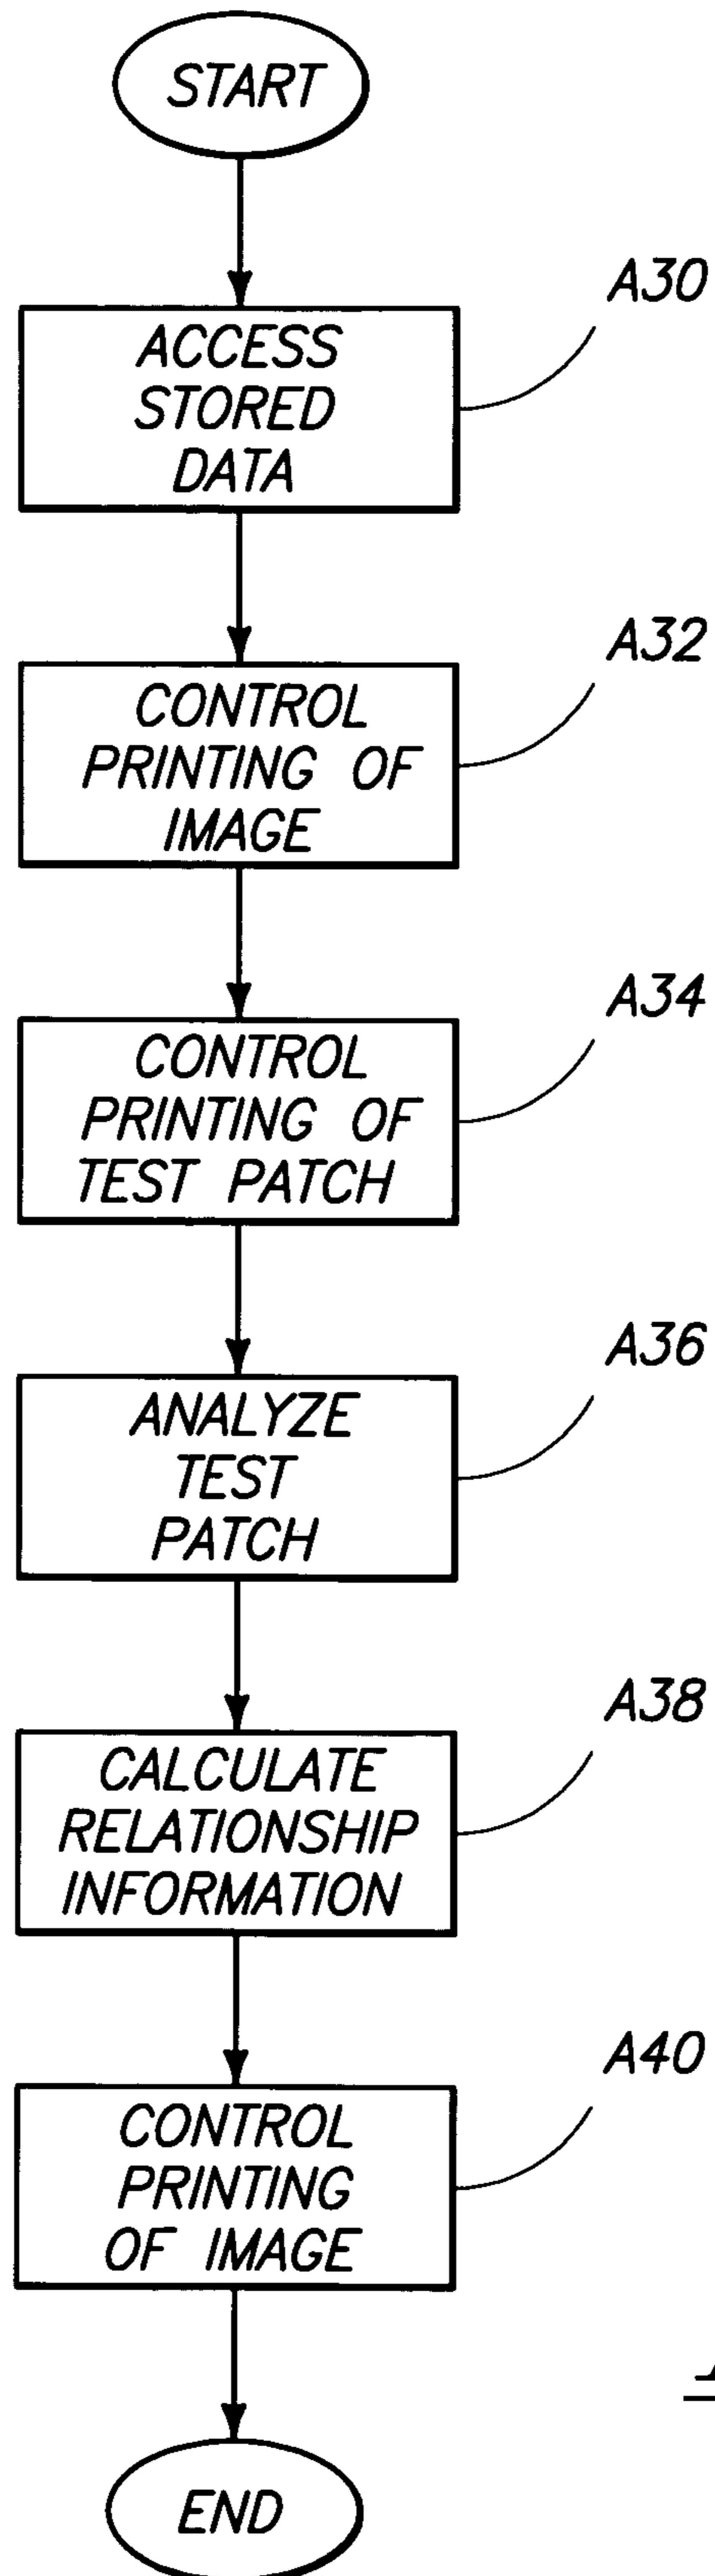 START
A30
ACCESS
STORED
DATA
A32
CONTROL
PRINTING OF
IMAGE
A34
CONTROL
PRINTING OF
TEST PATCH
A36
ANALYZE
TEST
PATCH
A38
CALCULATE
RELATIONSHIP
INFORMATION
A40
CONTROL
PRINTING
OF IMAGE
END